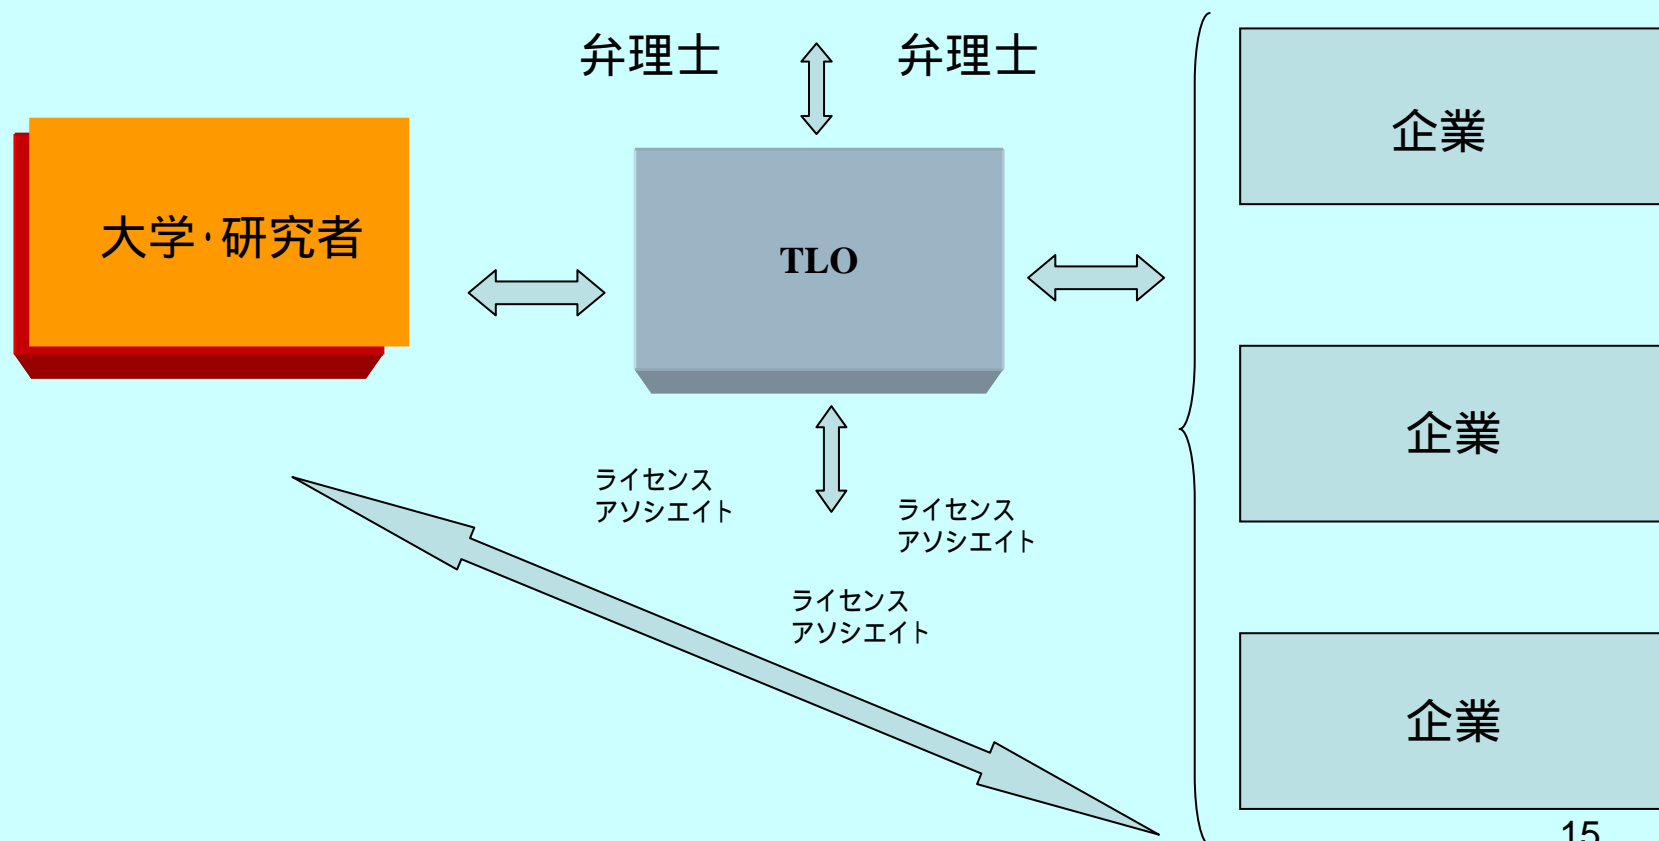 弁理士
弁理士
企業
大学・研究者
TLO
企業
ライセンス
アソシエイト
ライセンス
アソシエイト
ライセンス
アソシエイト
企業
15